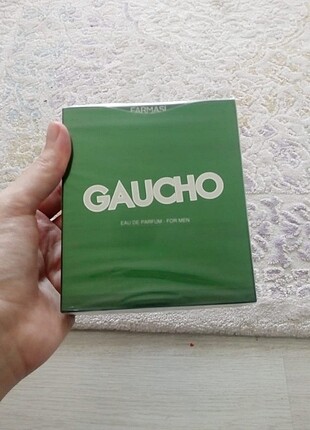 FARMASI
GAUCHO
EAU DE PARFUM - FOR MEN